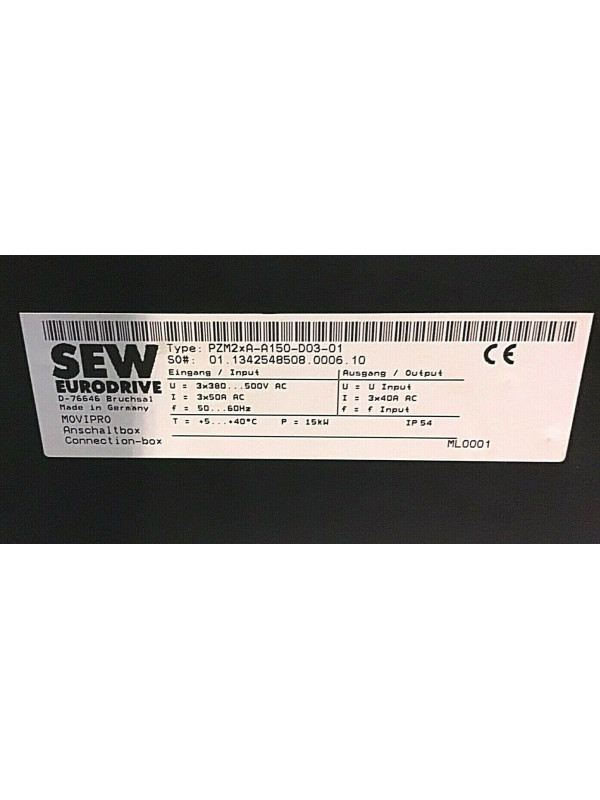 SEW
EURODRIVE
D-76646 Bruchsal
Made in Germany
MOVIPRO
Anschaltbox
Connection-box
Type: PZM2xA-A150-D03-01
SO#: 01.1342548508.0006.10
CE
Eingang / Input
U = 3x380...500V AC
I = 3x50A AC
f = 50...60Hz
Ausgang / Output
U = U Input
I = 3x40A AC
f = f Input
T = +5...+40°C P = 15kW IP54
ML0001